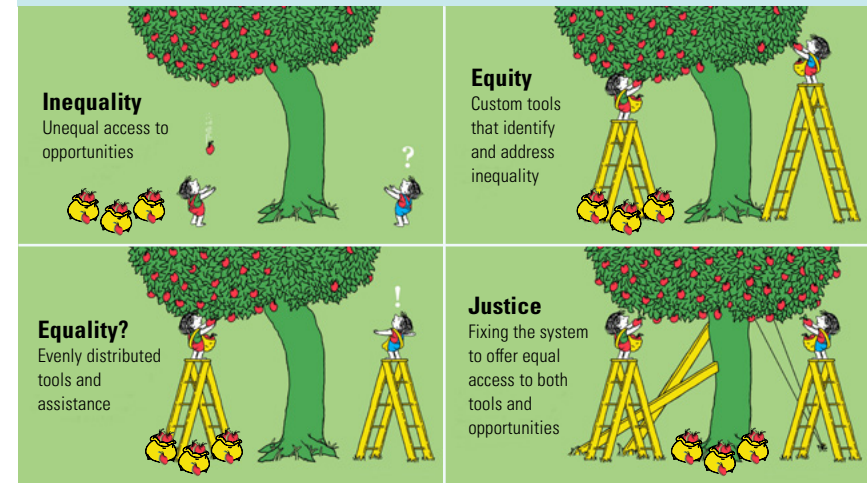 Inequality
Unequal access to
opportunities
?
Equity
Custom tools
that identify
and address
inequality
Equality?
Evenly distributed
tools and
assistance
!
Justice
Fixing the system
to offer equal
access to both
tools and
opportunities